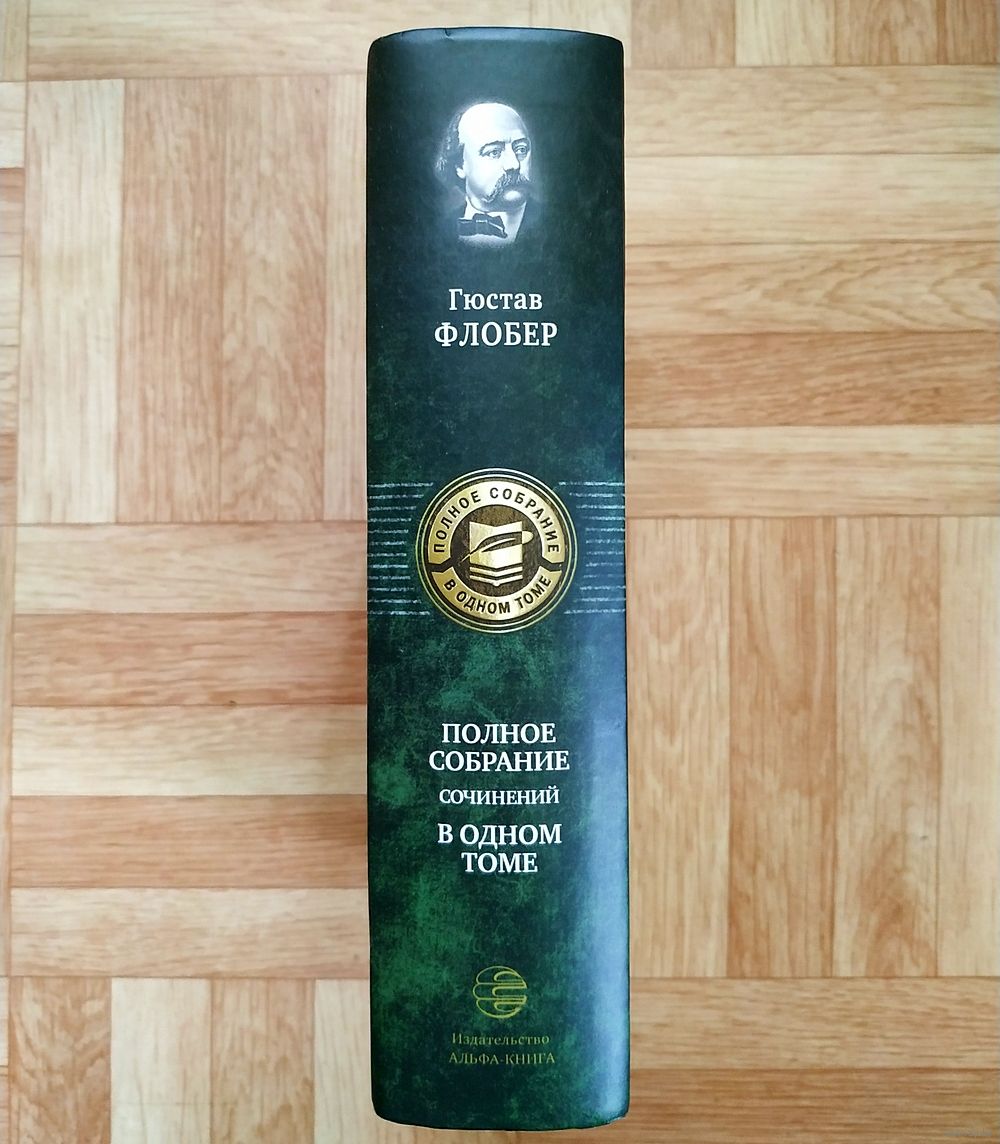 Гюстав
ФЛОБЕР
ПОЛНОЕ СОБРАНИЕ
В ОДНОМ ТОМЕ
ПОЛНОЕ
СОБРАНИЕ
СОЧИНЕНИЙ
В ОДНОМ
ТОМЕ
Издательство
АЛЬФА-КНИГА